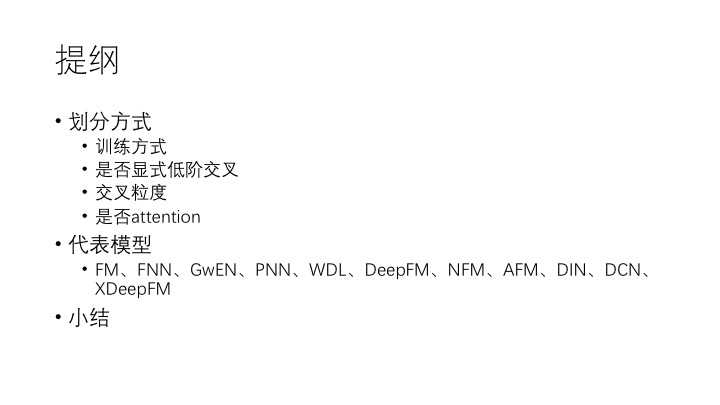 提纲
• 划分方式
• 训练方式
• 是否显式低阶交叉
• 交叉粒度
• 是否attention
• 代表模型
• FM、FNN、GwEN、PNN、WDL、DeepFM、NFM、AFM、DIN、DCN、
XDeepFM
• 小结